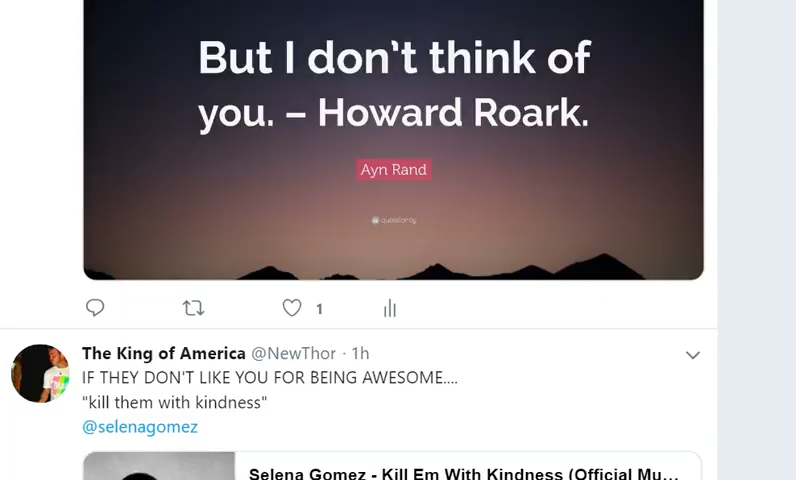 But I don't think of
you. – Howard Roark.
Ayn Rand
quotefancy
1
The King of America @NewThor · 1h
IF THEY DON'T LIKE YOU FOR BEING AWESOME....
"kill them with kindness"
@selenagomez
Selena Gomez - Kill Em With Kindness (Official Mu...